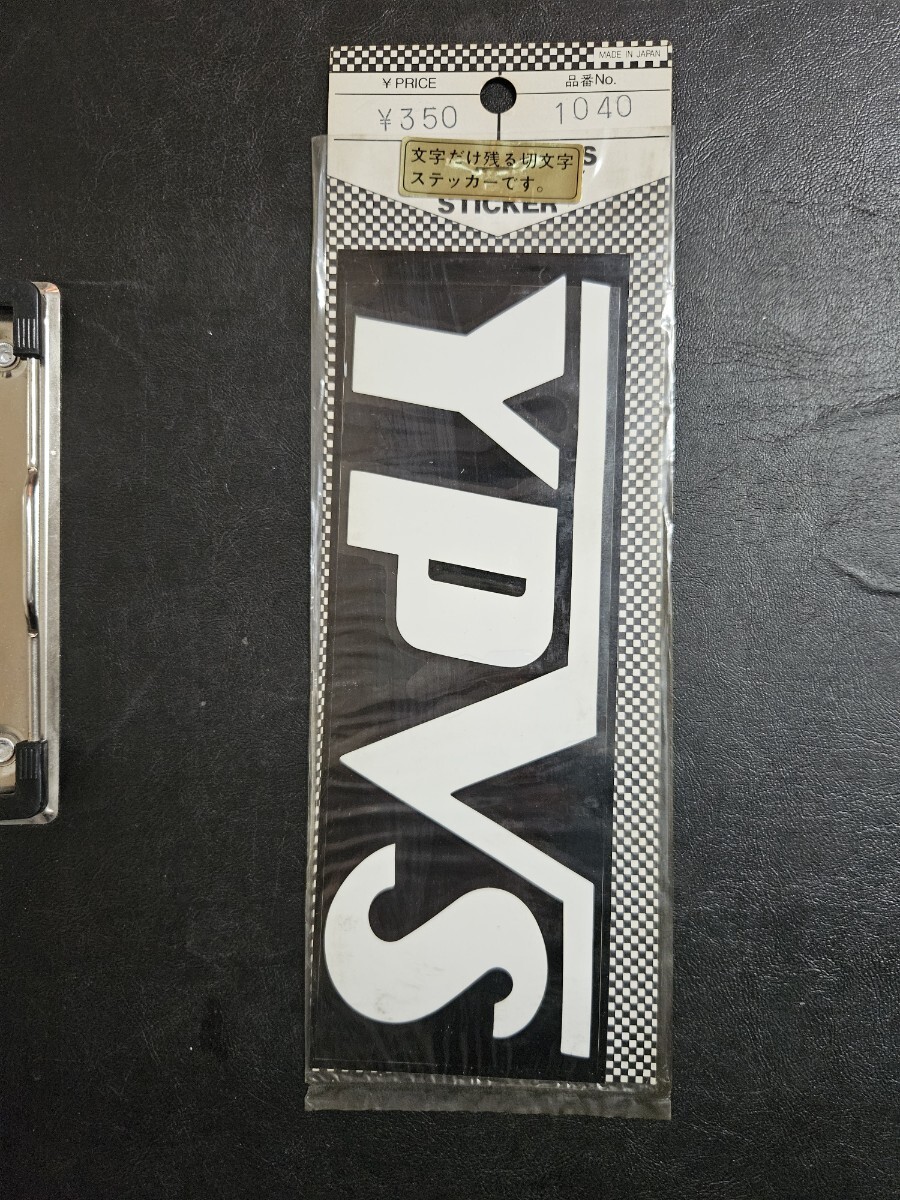 MADE IN JAPAN
¥ PRICE
品番No.
¥350
1040
S
文字だけ残る切文字
ステッカーです。
STICKER
YPVS